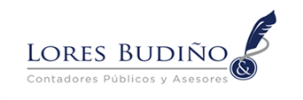 LORES BUDIÑO &
Contadores Públicos y Asesores